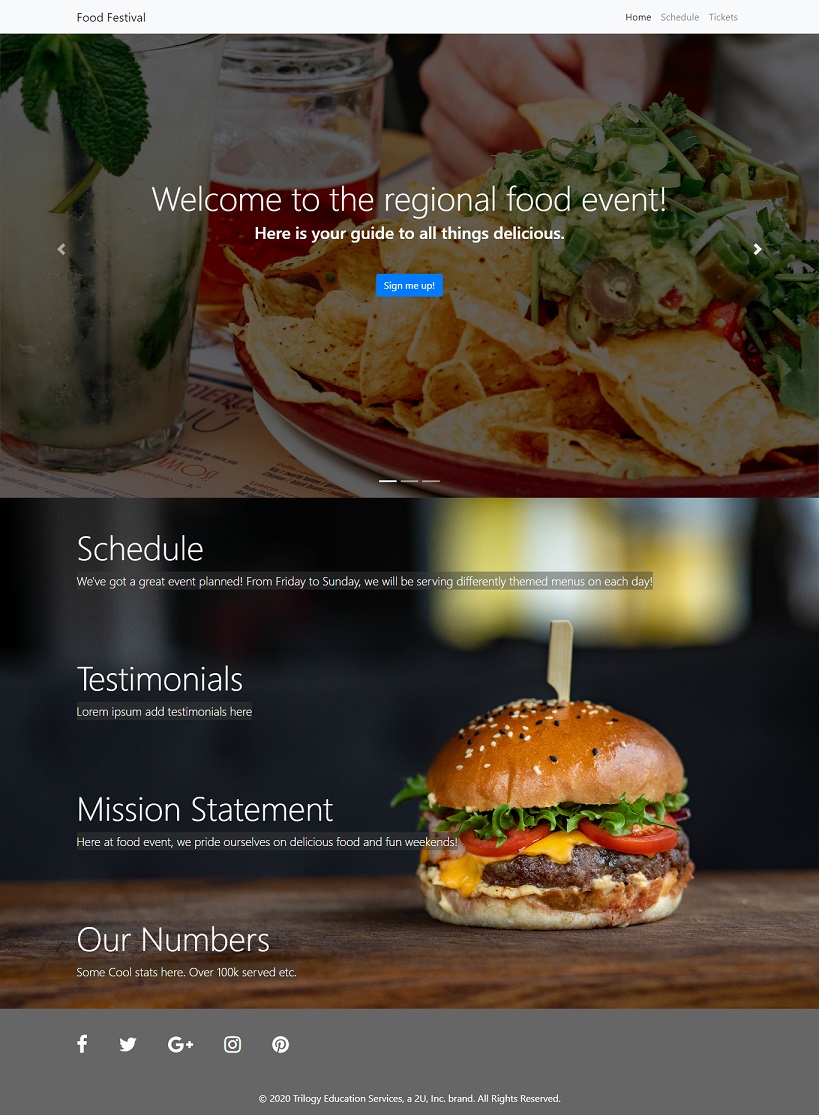 Food Festival
Home Schedule Tickets
Welcome to the regional food event!
Here is your guide to all things delicious.
Sign me up!
Schedule
We've got a great event planned! From Friday to Sunday, we will be serving differently themed menus on each day!
Testimonials
Lorem ipsum add testimonials here
Mission Statement
Here at food event, we pride ourselves on delicious food and fun weekends!
Our Numbers
Some Cool stats here. Over 100k served etc.
© 2020 Trilogy Education Services, a 2U, Inc. brand. All Rights Reserved.